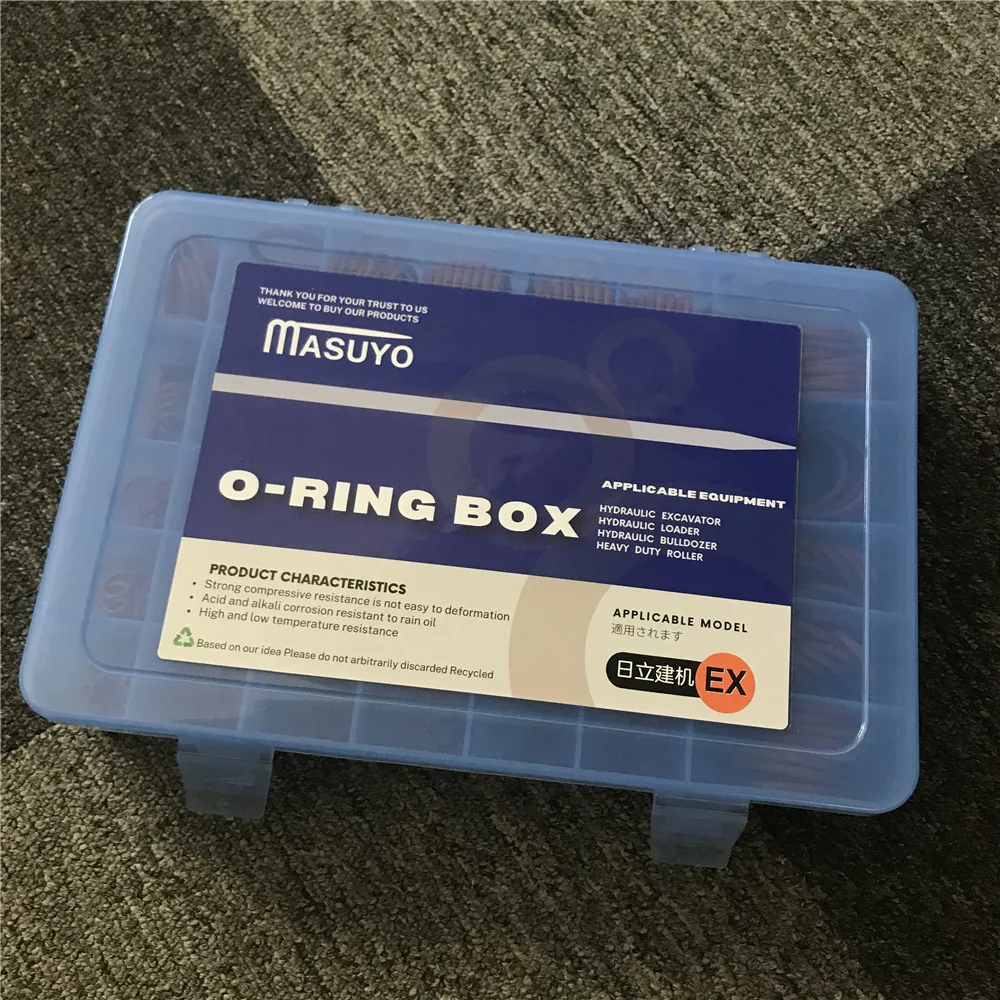 THANK YOU FOR YOUR TRUST TO US
WELCOME TO BUY OUR PRODUCTS
MASUYO
O-RING BOX
APPLICABLE EQUIPMENT
HYDRAULIC EXCAVATOR
HYDRAULIC LOADER
HYDRAULIC BULLDOZER
HEAVY DUTY ROLLER
PRODUCT CHARACTERISTICS
• Strong compressive resistance is not easy to deformation
• Acid and alkali corrosion resistant to rain oil
• High and low temperature resistance
Based on our idea Please do not arbitrarily discarded Recycled
APPLICABLE MODEL
適用されます
日立建机 EX